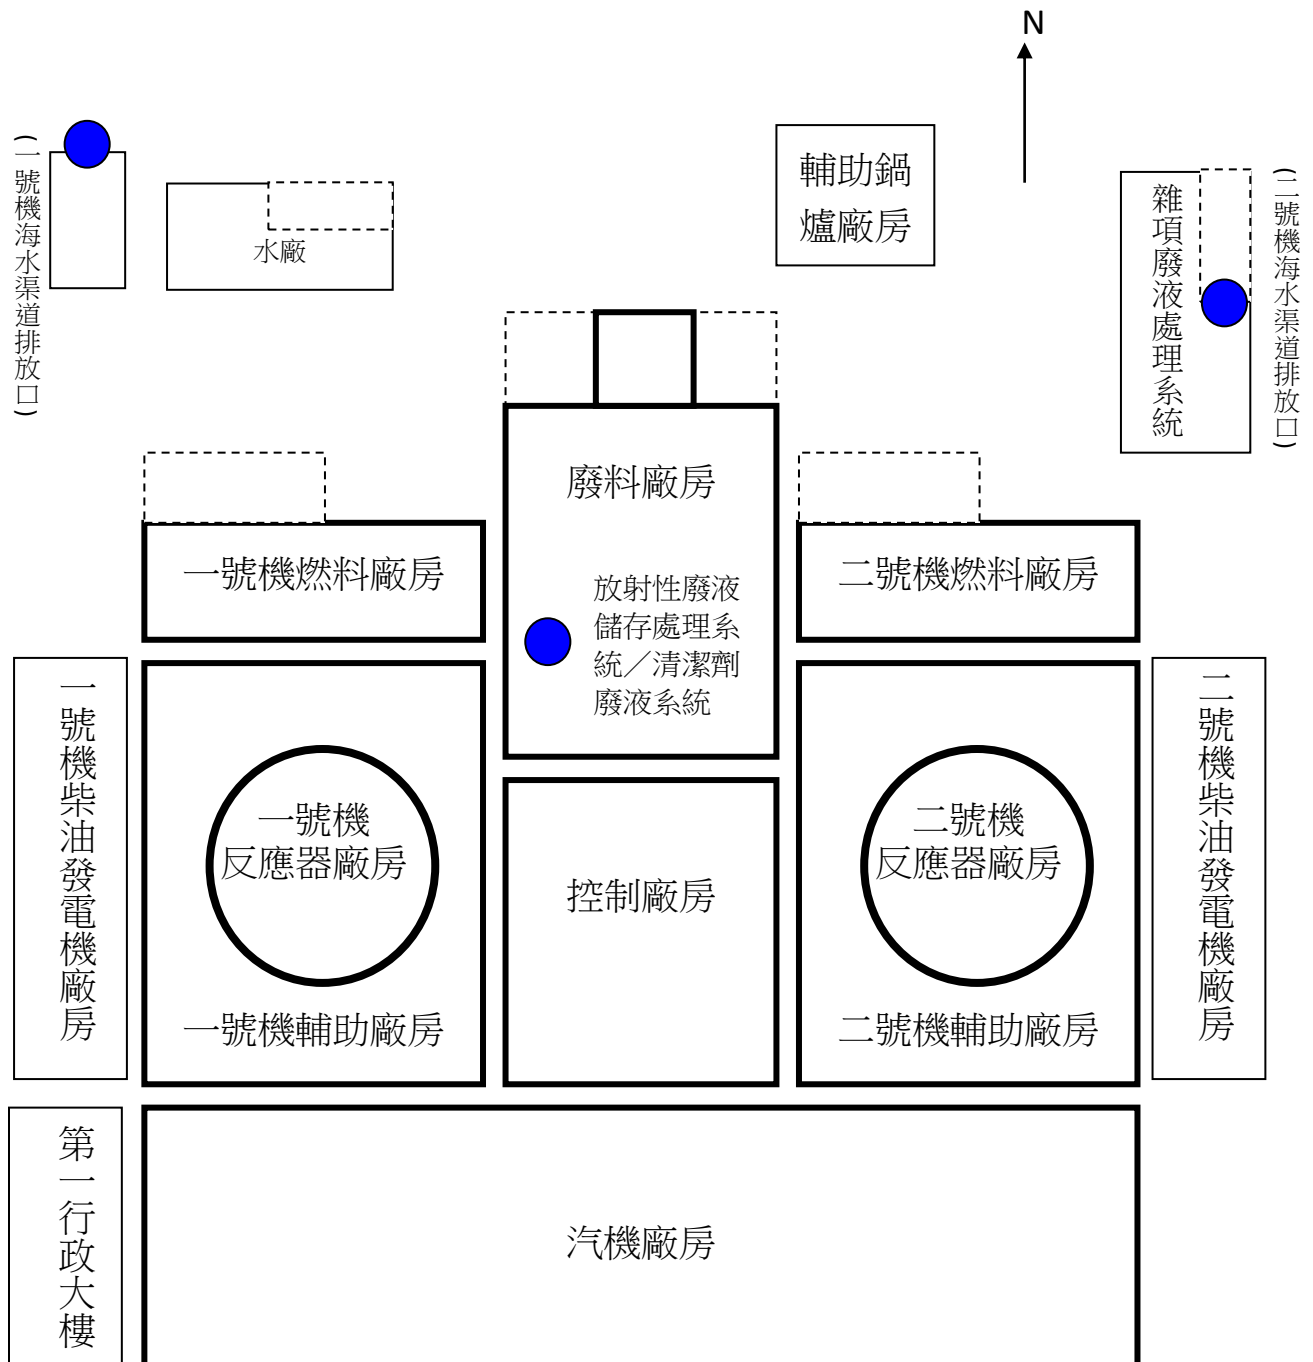 N
(一號機海水渠道排放口)
水廠
輔助鍋
爐廠房
雜項廢液處理系統
(二號機海水渠道排放口)
廢料廠房
一號機燃料廠房
放射性廢液
儲存處理系
統／清潔劑
廢液系統
二號機燃料廠房
一號機柴油發電機廠房
一號機
反應器廠房
一號機輔助廠房
控制廠房
二號機
反應器廠房
二號機輔助廠房
二號機柴油發電機廠房
第一行政大樓
汽機廠房